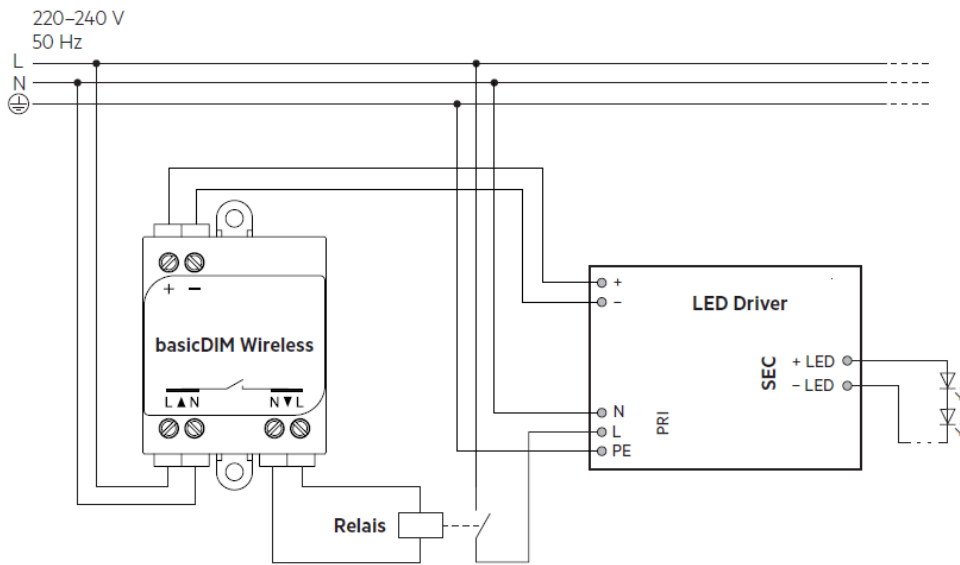 220–240 V
50 Hz
L
N
+ −
basicDIM Wireless
L ▲ N N ▼ L
Relais
LED Driver
+
−
SEC
+ LED
− LED
N
L
PE
PRI